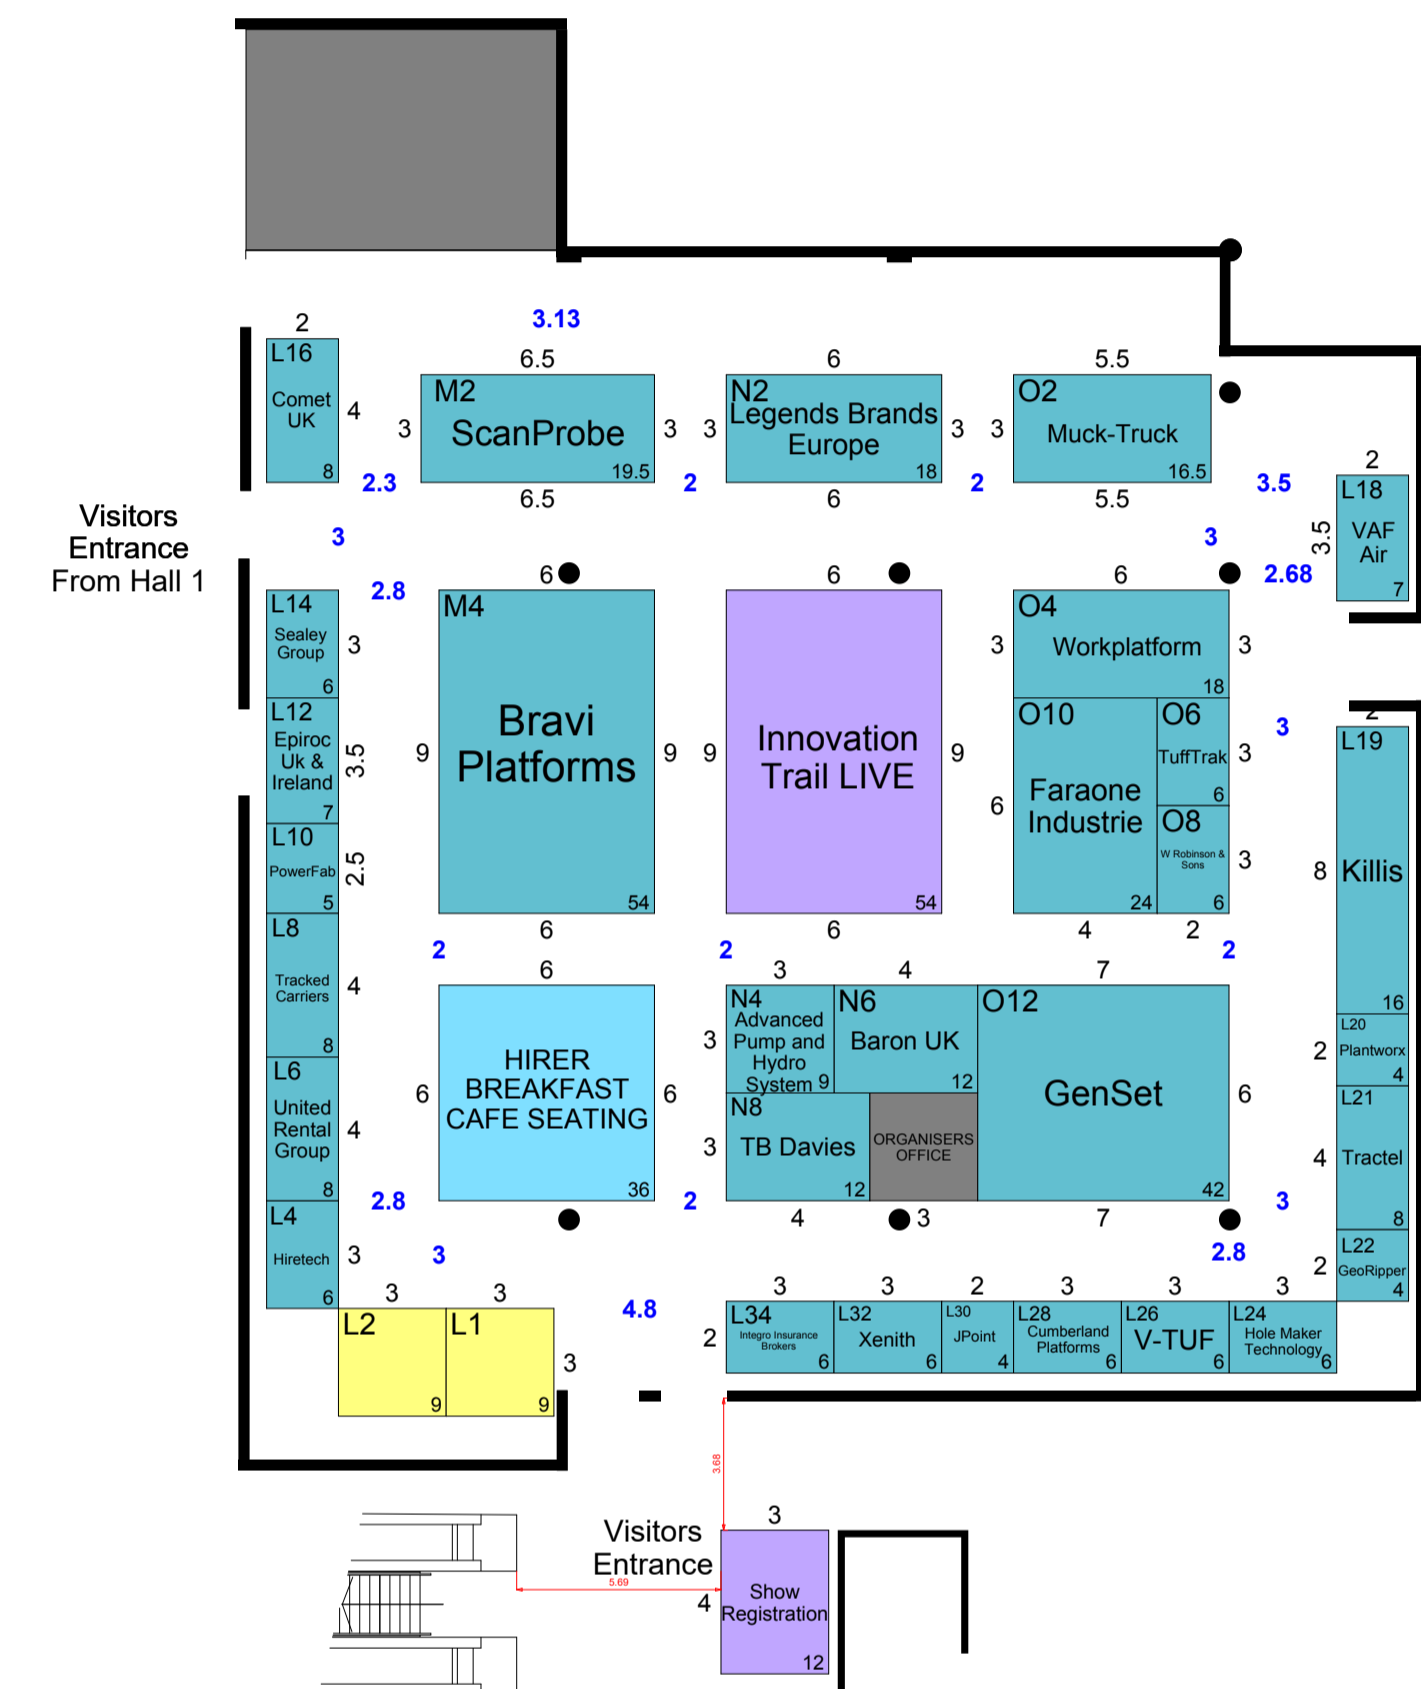 3.13
2
6.5
6
5.5
L16
Comet
UK
8
4
3
M2
ScanProbe
19.5
3
3
N2
Legends Brands
Europe
18
3
3
O2
Muck-Truck
16.5
2.3
6.5
2
6
2
5.5
3.5
2
L18
VAF
Air
7
3.5
Visitors
Entrance
From Hall 1
3
3
2.68
2.8
6
6
6
L14
Sealey
Group
6
3
L12
Epiroc
Uk &
Ireland
7
3.5
L10
PowerFab
5
2.5
L8
Tracked
Carriers
8
4
L6
United
Rental
Group
8
4
L4
Hiretech
6
3
M4
Bravi
Platforms
54
9
9
9
Innovation
Trail LIVE
54
9
O4
Workplatform
18
3
3
O10
Faraone
Industrie
24
6
O6
TuffTrak
6
3
O8
W Robinson &
Sons
6
3
3
2
L19
Killis
16
8
6
6
4
2
2
2
2
6
3
4
7
HIRER
BREAKFAST
CAFE SEATING
36
6
6
N4
Advanced
Pump and
Hydro
System
9
3
N6
Baron UK
12
N8
TB Davies
12
3
ORGANISERS
OFFICE
O12
GenSet
42
6
L20
Plantworx
4
2
L21
Tractel
8
4
L22
GeoRipper
4
2
2.8
2
3
4
3
7
3
2.8
3
3
4.8
3
3
2
3
3
3
L2
9
L1
9
3
2
L34
Integro Insurance
Brokers
6
L32
Xenith
6
L30
JPoint
4
L28
Cumberland
Platforms
6
L26
V-TUF
6
L24
Hole Maker
Technology
6
3.68
3
Visitors
Entrance
5.69
4
Show
Registration
12